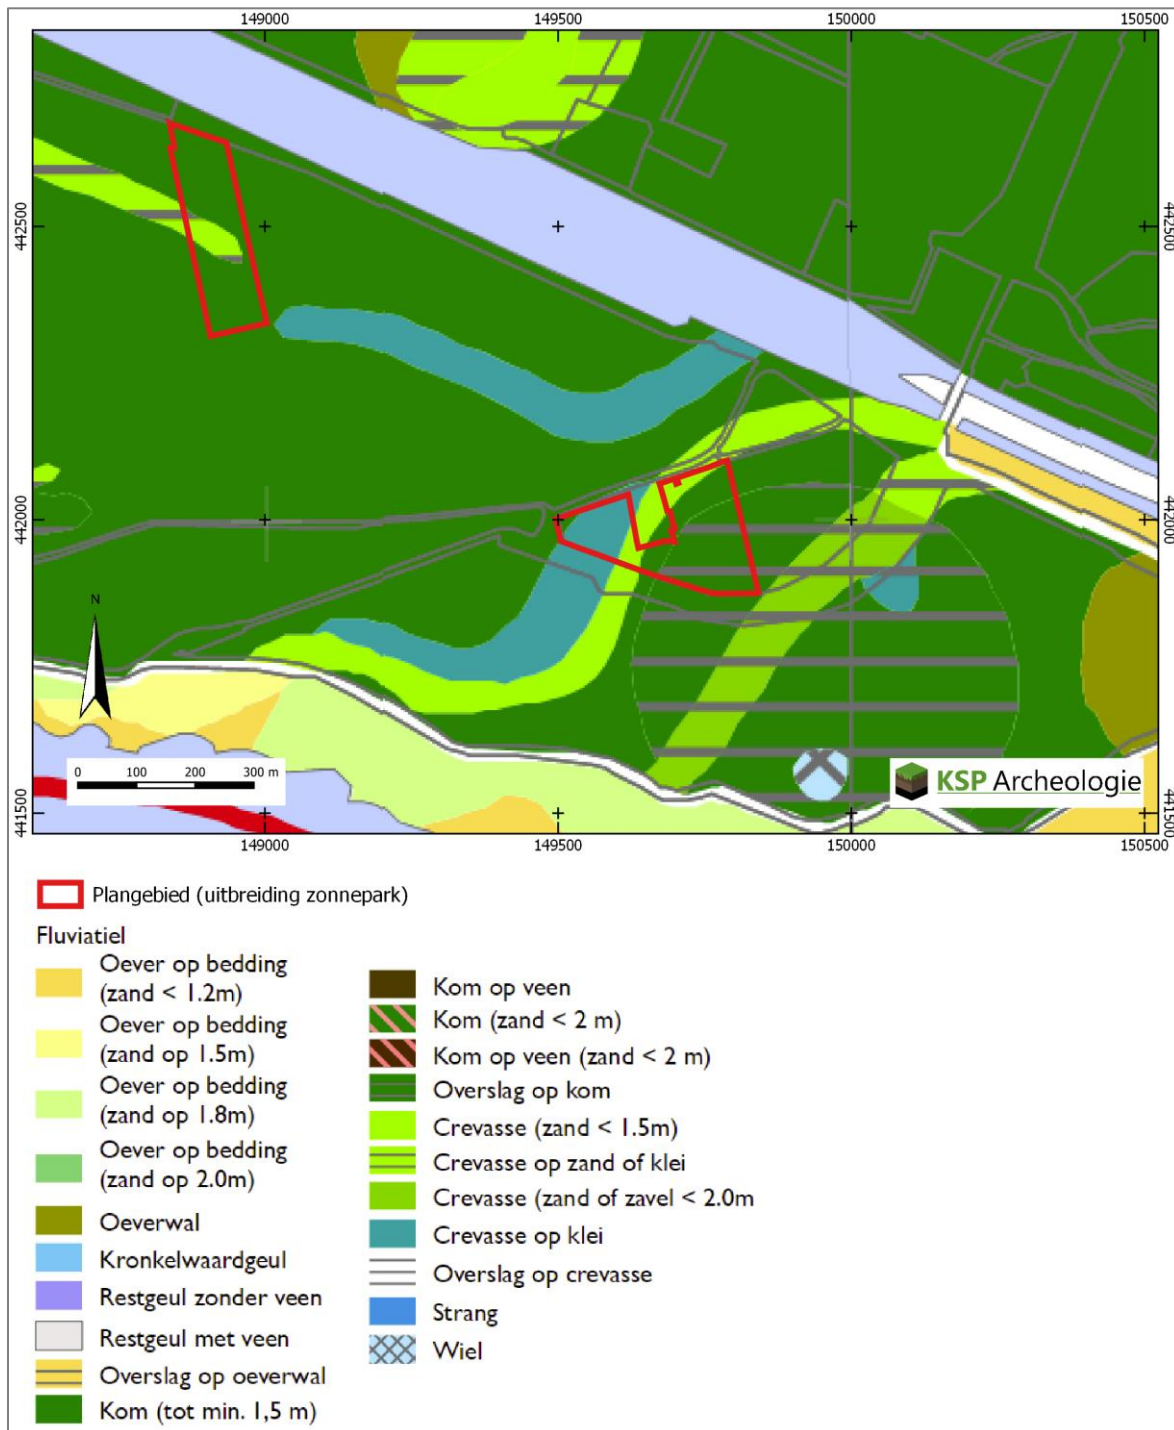 149000 149500 150000 150500
442500 442500
442000 442000
441500 441500
N
0 100 200 300 m
KSP Archeologie
149000 149500 150000 150500
Plangebied (uitbreiding zonnepark)
Fluviatiel
Oever op bedding
(zand < 1.2m)
Oever op bedding
(zand op 1.5m)
Oever op bedding
(zand op 1.8m)
Oever op bedding
(zand op 2.0m)
Oeverwal
Kronkelwaardgeul
Restgeul zonder veen
Restgeul met veen
Overslag op oeverwal
Kom (tot min. 1,5 m)
Kom op veen
Kom (zand < 2 m)
Kom op veen (zand < 2 m)
Overslag op kom
Crevasse (zand < 1.5m)
Crevasse op zand of klei
Crevasse (zand of zavel < 2.0m
Crevasse op klei
Overslag op crevasse
Strang
Wiel